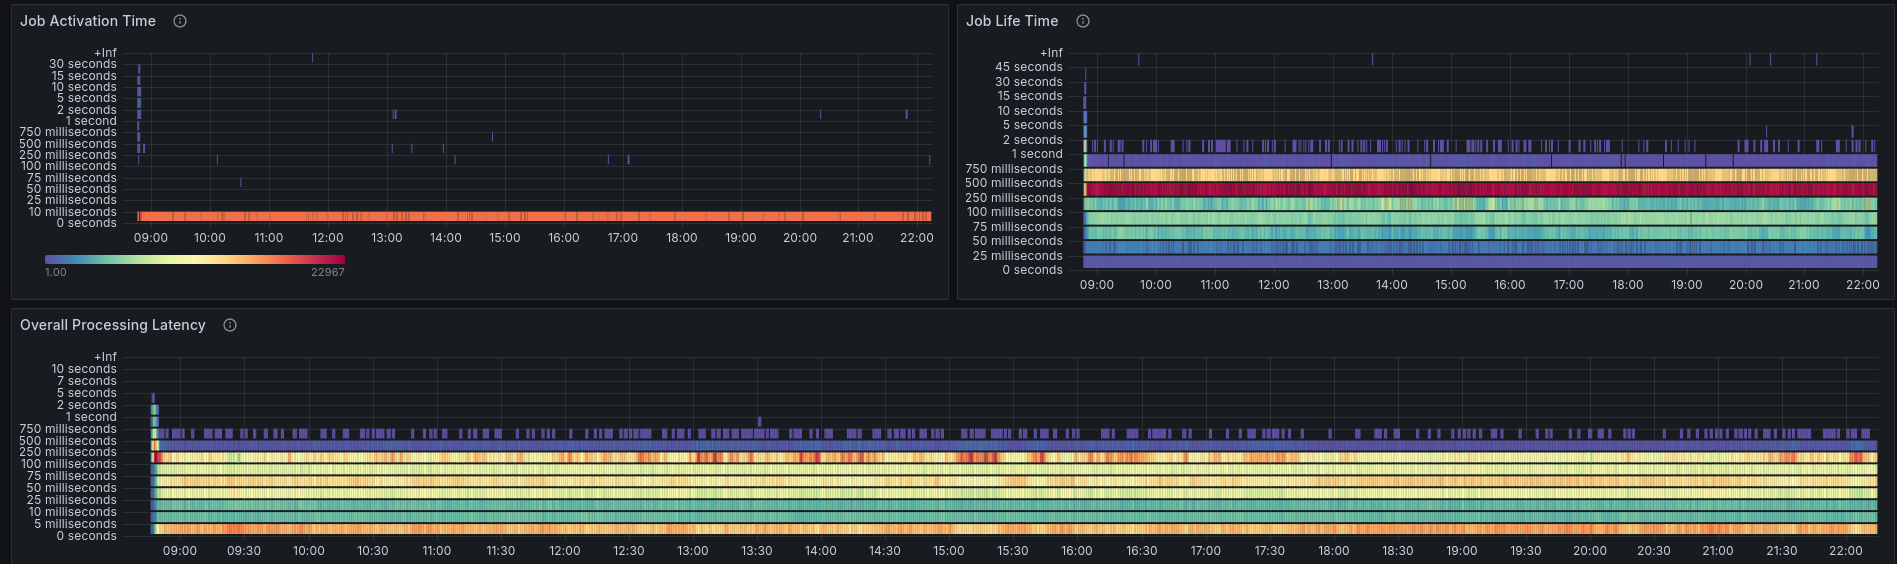 Job Activation Time
+Inf
30 seconds
15 seconds
10 seconds
5 seconds
2 seconds
1 second
750 milliseconds
500 milliseconds
250 milliseconds
100 milliseconds
75 milliseconds
50 milliseconds
25 milliseconds
10 milliseconds
0 seconds
09:00 10:00 11:00 12:00 13:00 14:00 15:00 16:00 17:00 18:00 19:00 20:00 21:00 22:00
1.00 22967
Job Life Time
+Inf
45 seconds
30 seconds
15 seconds
10 seconds
5 seconds
2 seconds
1 second
750 milliseconds
500 milliseconds
250 milliseconds
100 milliseconds
75 milliseconds
50 milliseconds
25 milliseconds
0 seconds
09:00 10:00 11:00 12:00 13:00 14:00 15:00 16:00 17:00 18:00 19:00 20:00 21:00 22:00
Overall Processing Latency
+Inf
10 seconds
7 seconds
5 seconds
2 seconds
1 second
750 milliseconds
500 milliseconds
250 milliseconds
100 milliseconds
75 milliseconds
50 milliseconds
25 milliseconds
10 milliseconds
5 milliseconds
0 seconds
09:00 09:30 10:00 10:30 11:00 11:30 12:00 12:30 13:00 13:30 14:00 14:30 15:00 15:30 16:00 16:30 17:00 17:30 18:00 18:30 19:00 19:30 20:00 20:30 21:00 21:30 22:00